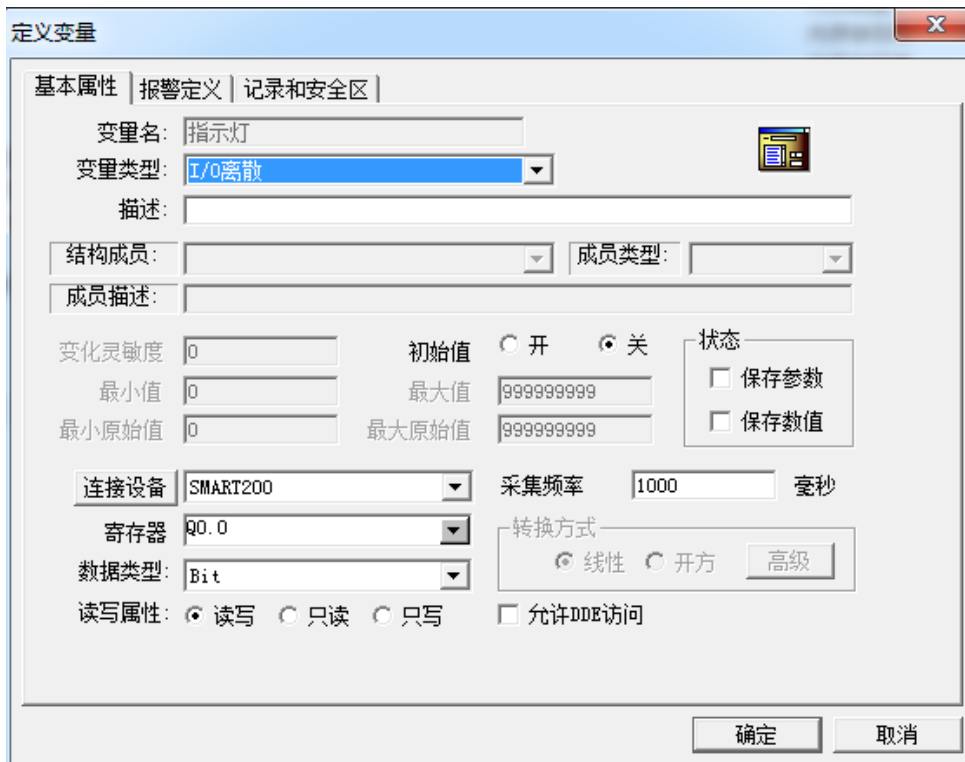 定义变量
基本属性 报警定义 记录和安全区
变量名: 指示灯
变量类型: I/O离散
描述:
结构成员: 成员类型:
成员描述:
变化灵敏度 0 初始值 开 关 状态
保存参数
最小值 0 最大值 999999999
保存数值
最小原始值 0 最大原始值 999999999
连接设备 SMART200 采集频率 1000 毫秒
寄存器 Q0.0 转换方式
线性 开方 高级
数据类型: Bit
读写属性: 读写 只读 只写 允许DDE访问
确定 取消